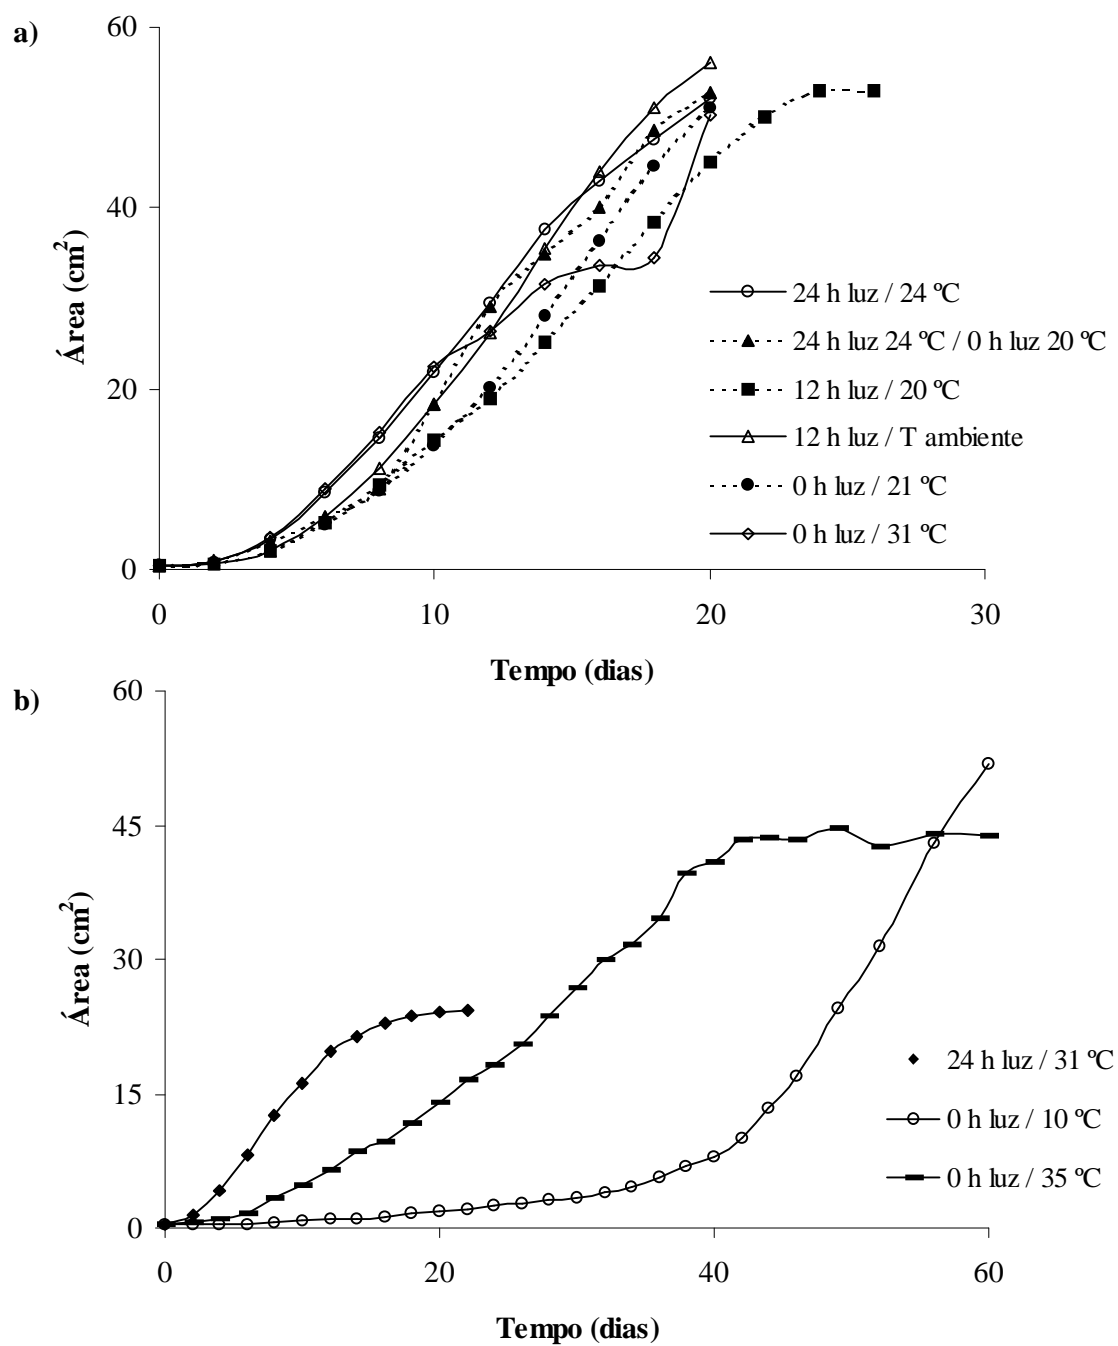 a)
60
40
20
0
Área (cm²)
0 10 20 30
Tempo (dias)
24 h luz / 24 ºC
24 h luz 24 ºC / 0 h luz 20 ºC
12 h luz / 20 ºC
12 h luz / T ambiente
0 h luz / 21 ºC
0 h luz / 31 ºC
b)
60
45
30
15
0
Área (cm²)
0 20 40 60
Tempo (dias)
24 h luz / 31 ºC
0 h luz / 10 ºC
0 h luz / 35 ºC